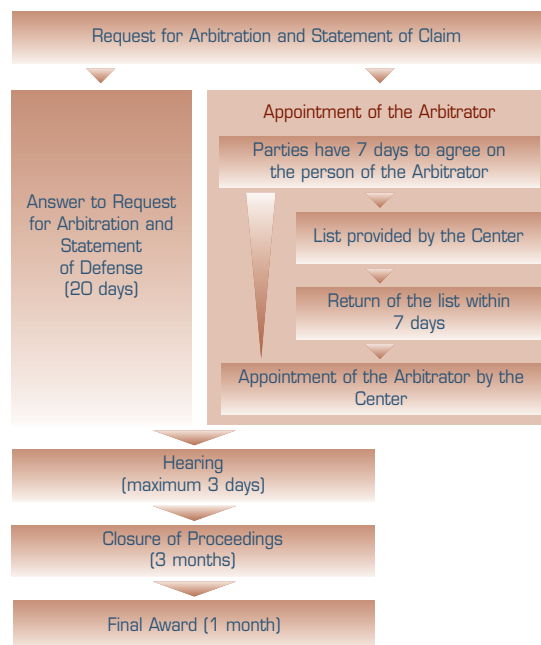 Request for Arbitration and Statement of Claim
Answer to Request
for Arbitration and
Statement
of Defense
(20 days)
Appointment of the Arbitrator
Parties have 7 days to agree on
the person of the Arbitrator
List provided by the Center
Return of the list within
7 days
Appointment of the Arbitrator by the
Center
Hearing
(maximum 3 days)
Closure of Proceedings
(3 months)
Final Award (1 month)